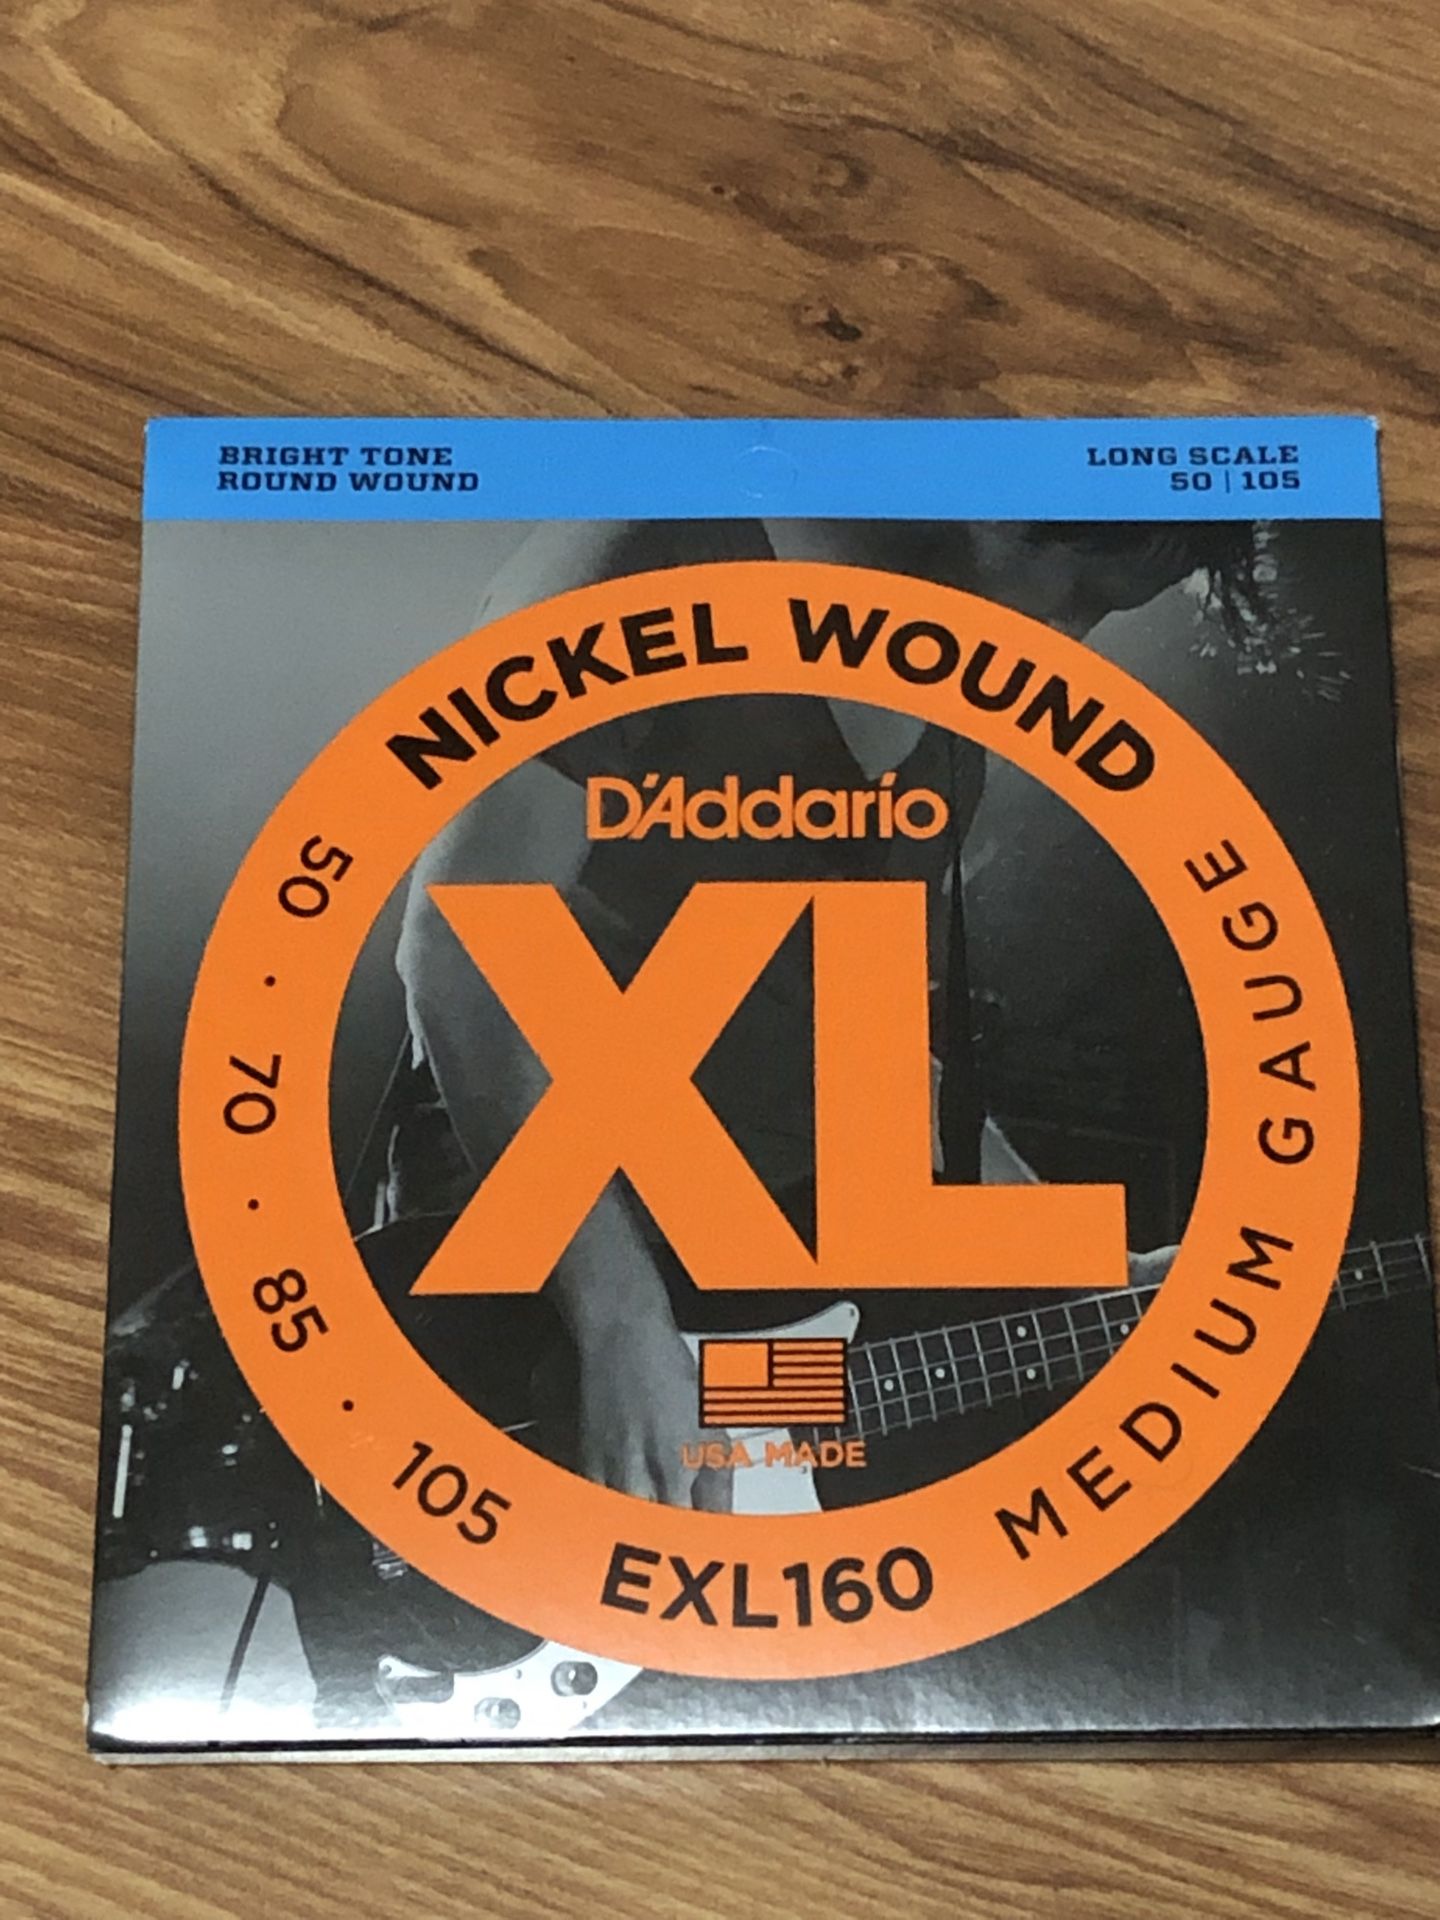 BRIGHT TONE
ROUND WOUND
LONG SCALE
50 | 105
NICKEL WOUND
D'Addario
XL
USA MADE
50 · 70 · 85 · 105
EXL160
MEDIUM GAUGE